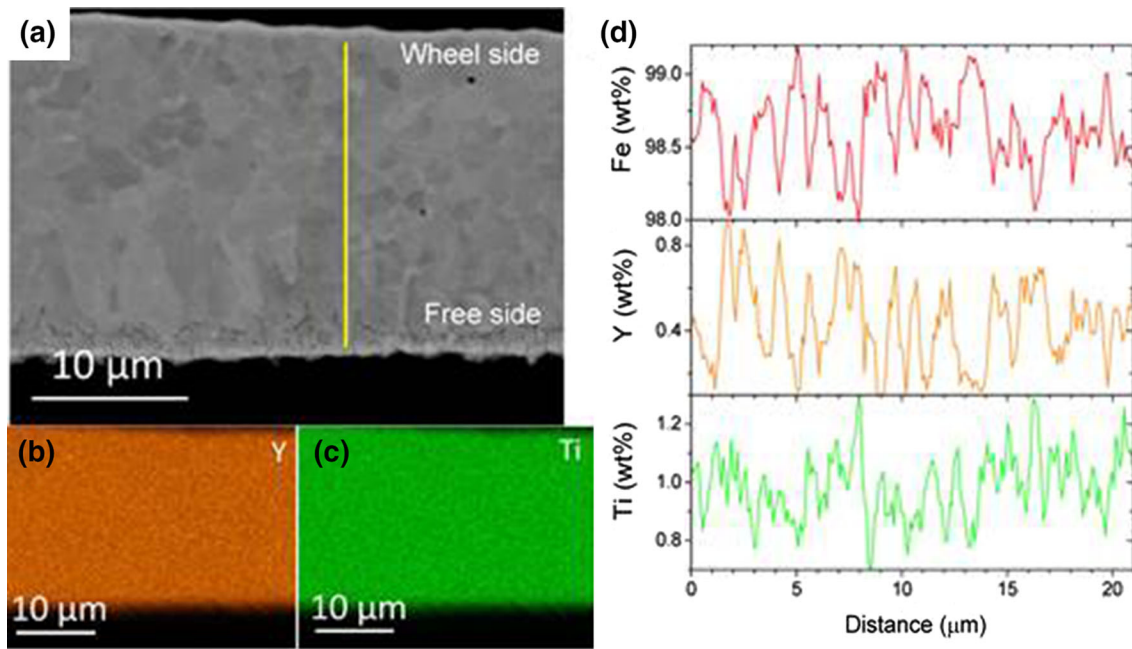 (a)
Wheel side
Free side
10 μm
(b)
Y
10 μm
(c)
Ti
10 μm
(d)
Fe (wt%)
99.0
98.5
98.0
Y (wt%)
0.8
0.4
Ti (wt%)
1.2
1.0
0.8
0 5 10 15 20
Distance (μm)